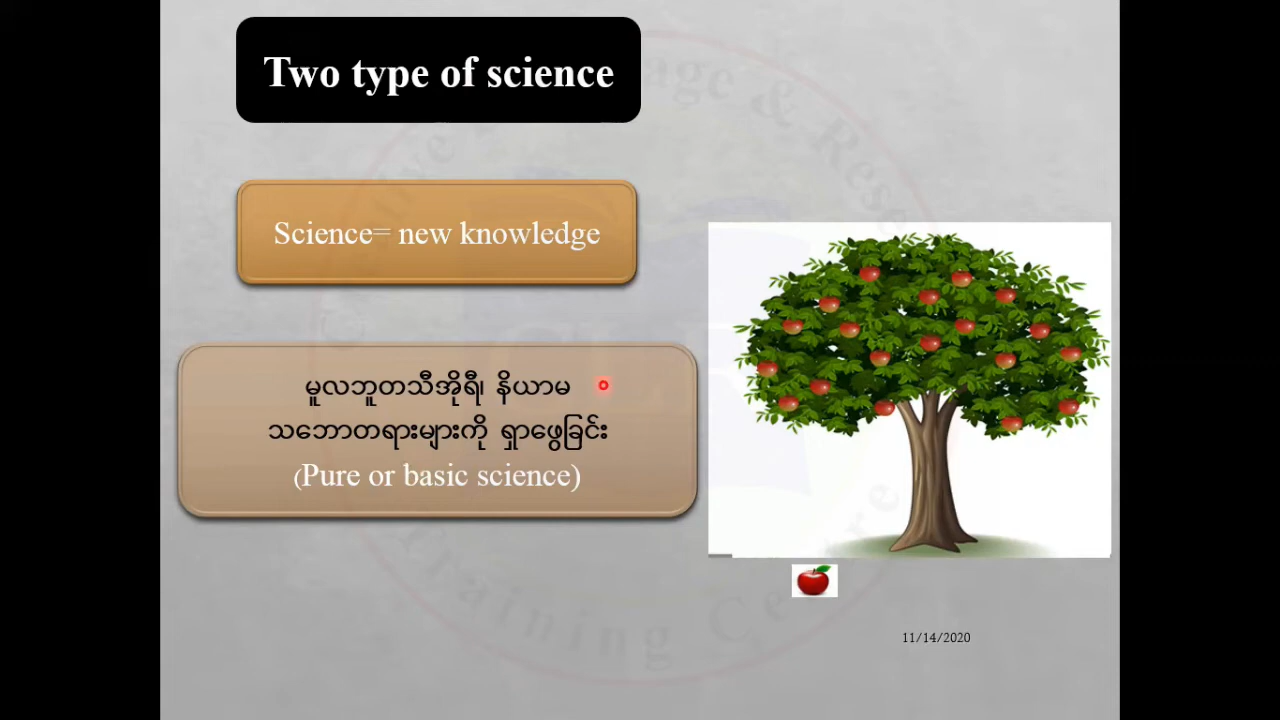 Two type of science
Science= new knowledge
မူလဘူတသီအိုရီ၊ နိယာမ
သဘောတရားများကို ရှာဖွေခြင်း
(Pure or basic science)
11/14/2020